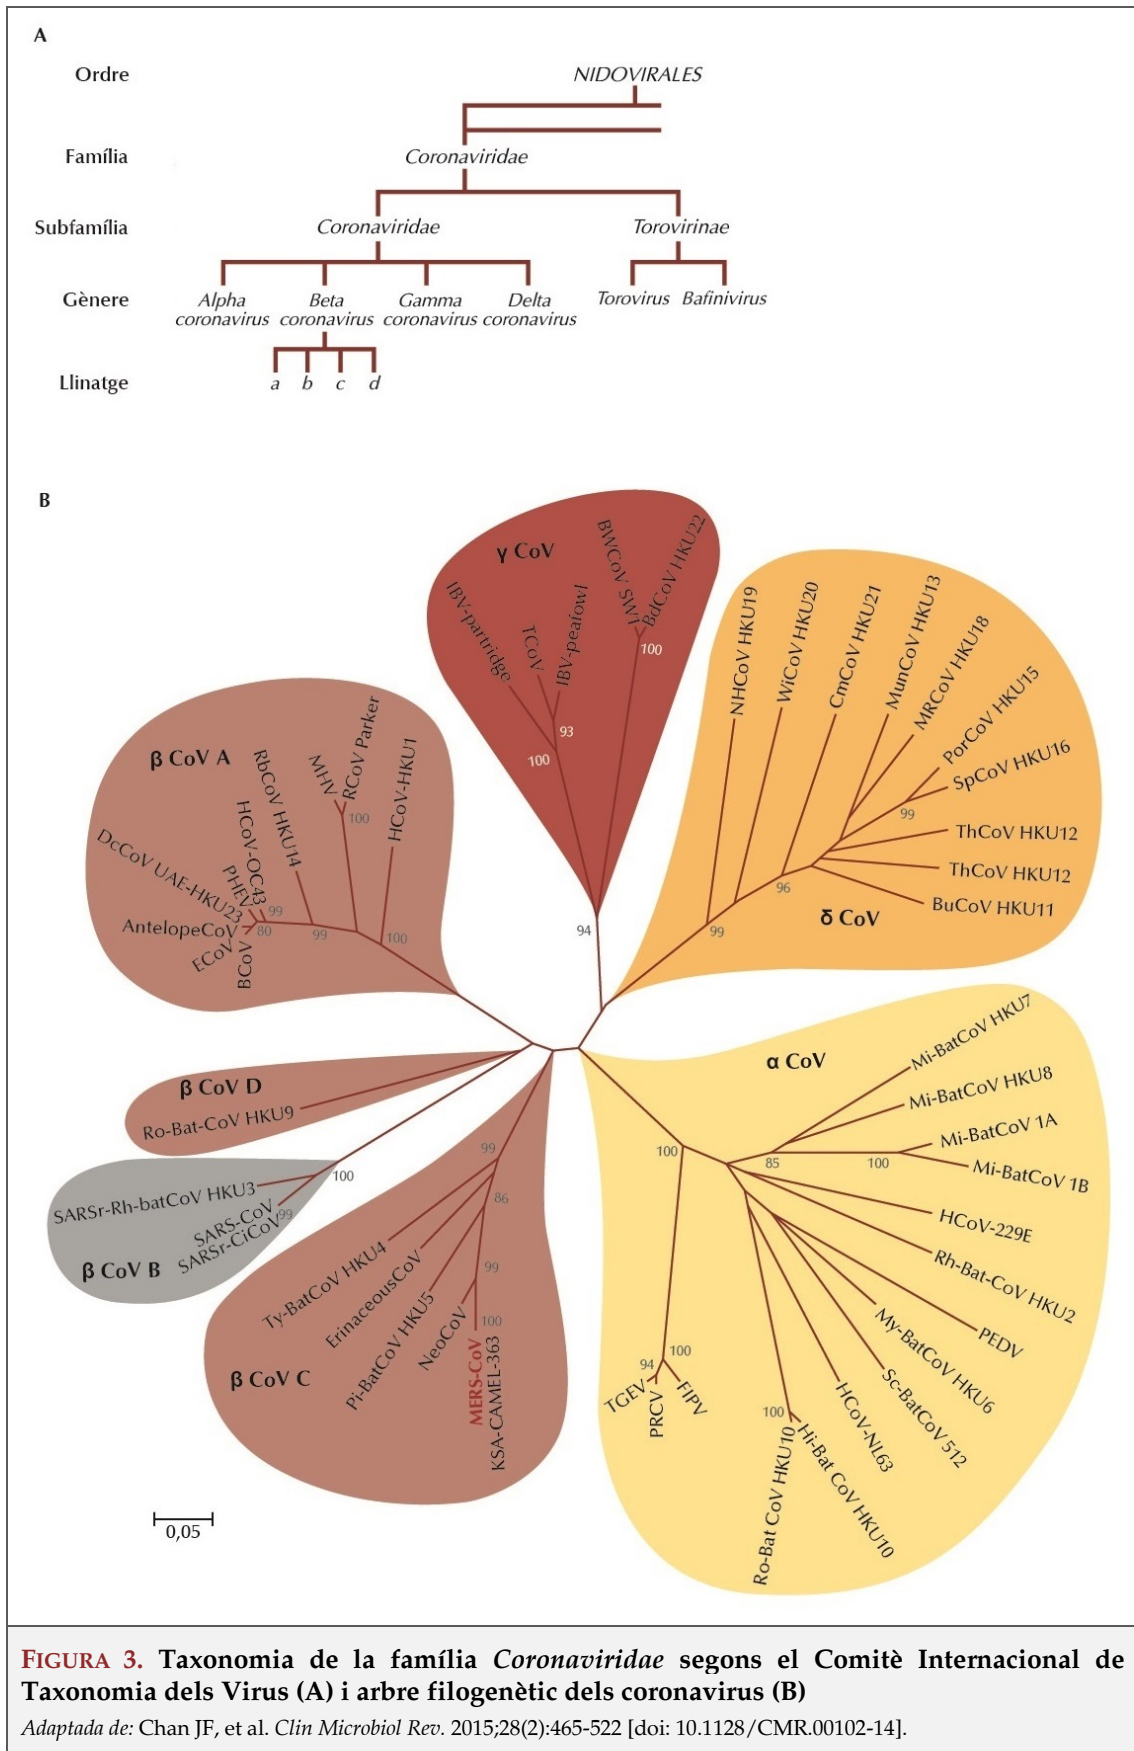 A
Ordre
NIDOVIRALES
Família
Coronaviridae
Subfamília
Coronaviridae
Torovirinae
Gènere
Alpha
coronavirus
Beta
coronavirus
Gamma
coronavirus
Delta
coronavirus
Torovirus
Bafinivirus
Llinatge
a
b
c
d
B
γ CoV
IBV-partridge
TCoV
IBV-peafowl
BWCoV SW1
BdCoV HKU22
100
93
100
94
NHCoV HKU19
WiCoV HKU20
CmCoV HKU21
MunCoV HKU13
MRCoV HKU18
PorCoV HKU15
SpCoV HKU16
99
ThCoV HKU12
ThCoV HKU12
BuCoV HKU11
96
99
δ CoV
β CoV A
DcCoV UAE-HKU23
PHEV
HCoV-OC43
RbCoV HKU14
MHV
RCoV Parker
HCoV-HKU1
100
99
99
80
100
AntelopeCoV
ECoV
BCoV
β CoV D
Ro-Bat-CoV HKU9
SARSr-Rh-batCoV HKU3
SARS-CoV
SARSr-CiCoV
100
99
β CoV B
99
86
99
100
Ty-BatCoV HKU4
ErinaceousCoV
Pi-BatCoV HKU5
NeoCoV
MERS-CoV
KSA-CAMEL-363
β CoV C
α CoV
Mi-BatCoV HKU7
Mi-BatCoV HKU8
Mi-BatCoV 1A
Mi-BatCoV 1B
100
85
100
HCoV-229E
Rh-Bat-CoV HKU2
PEDV
My-BatCoV HKU6
Sc-BatCoV 512
HCoV-NL63
Hi-Bat CoV HKU10
Ro-Bat CoV HKU10
100
100
94
TGEV
PRCV
FIPV
0,05
FIGURA 3. Taxonomia de la família Coronaviridae segons el Comitè Internacional de
Taxonomia dels Virus (A) i arbre filogenètic dels coronavirus (B)
Adaptada de: Chan JF, et al. Clin Microbiol Rev. 2015;28(2):465-522 [doi: 10.1128/CMR.00102-14].